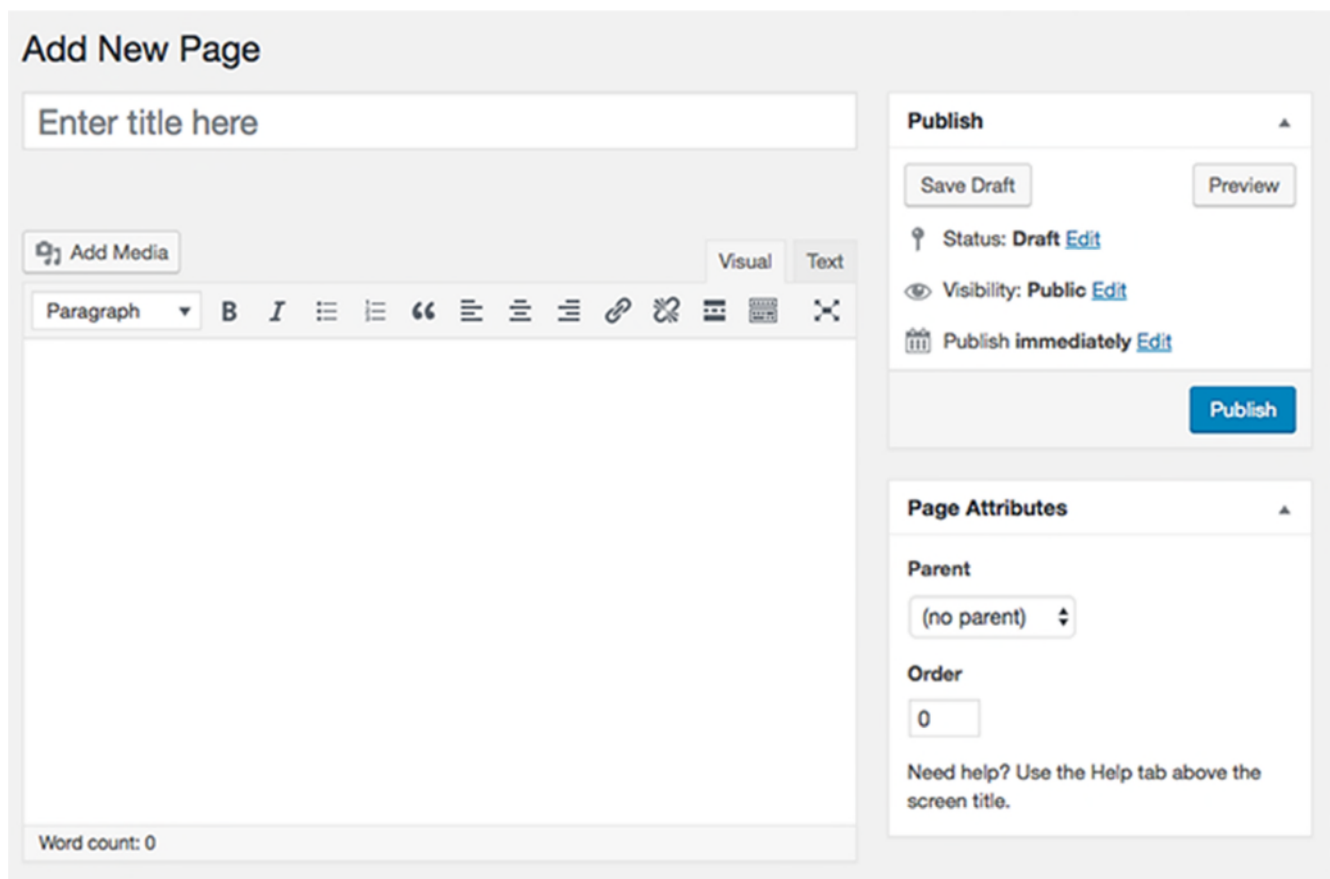 Add New Page
Enter title here
Add Media
Visual
Text
Paragraph
B
I
Word count: 0
Publish
Save Draft
Preview
Status: Draft Edit
Visibility: Public Edit
Publish immediately Edit
Publish
Page Attributes
Parent
(no parent)
Order
0
Need help? Use the Help tab above the
screen title.